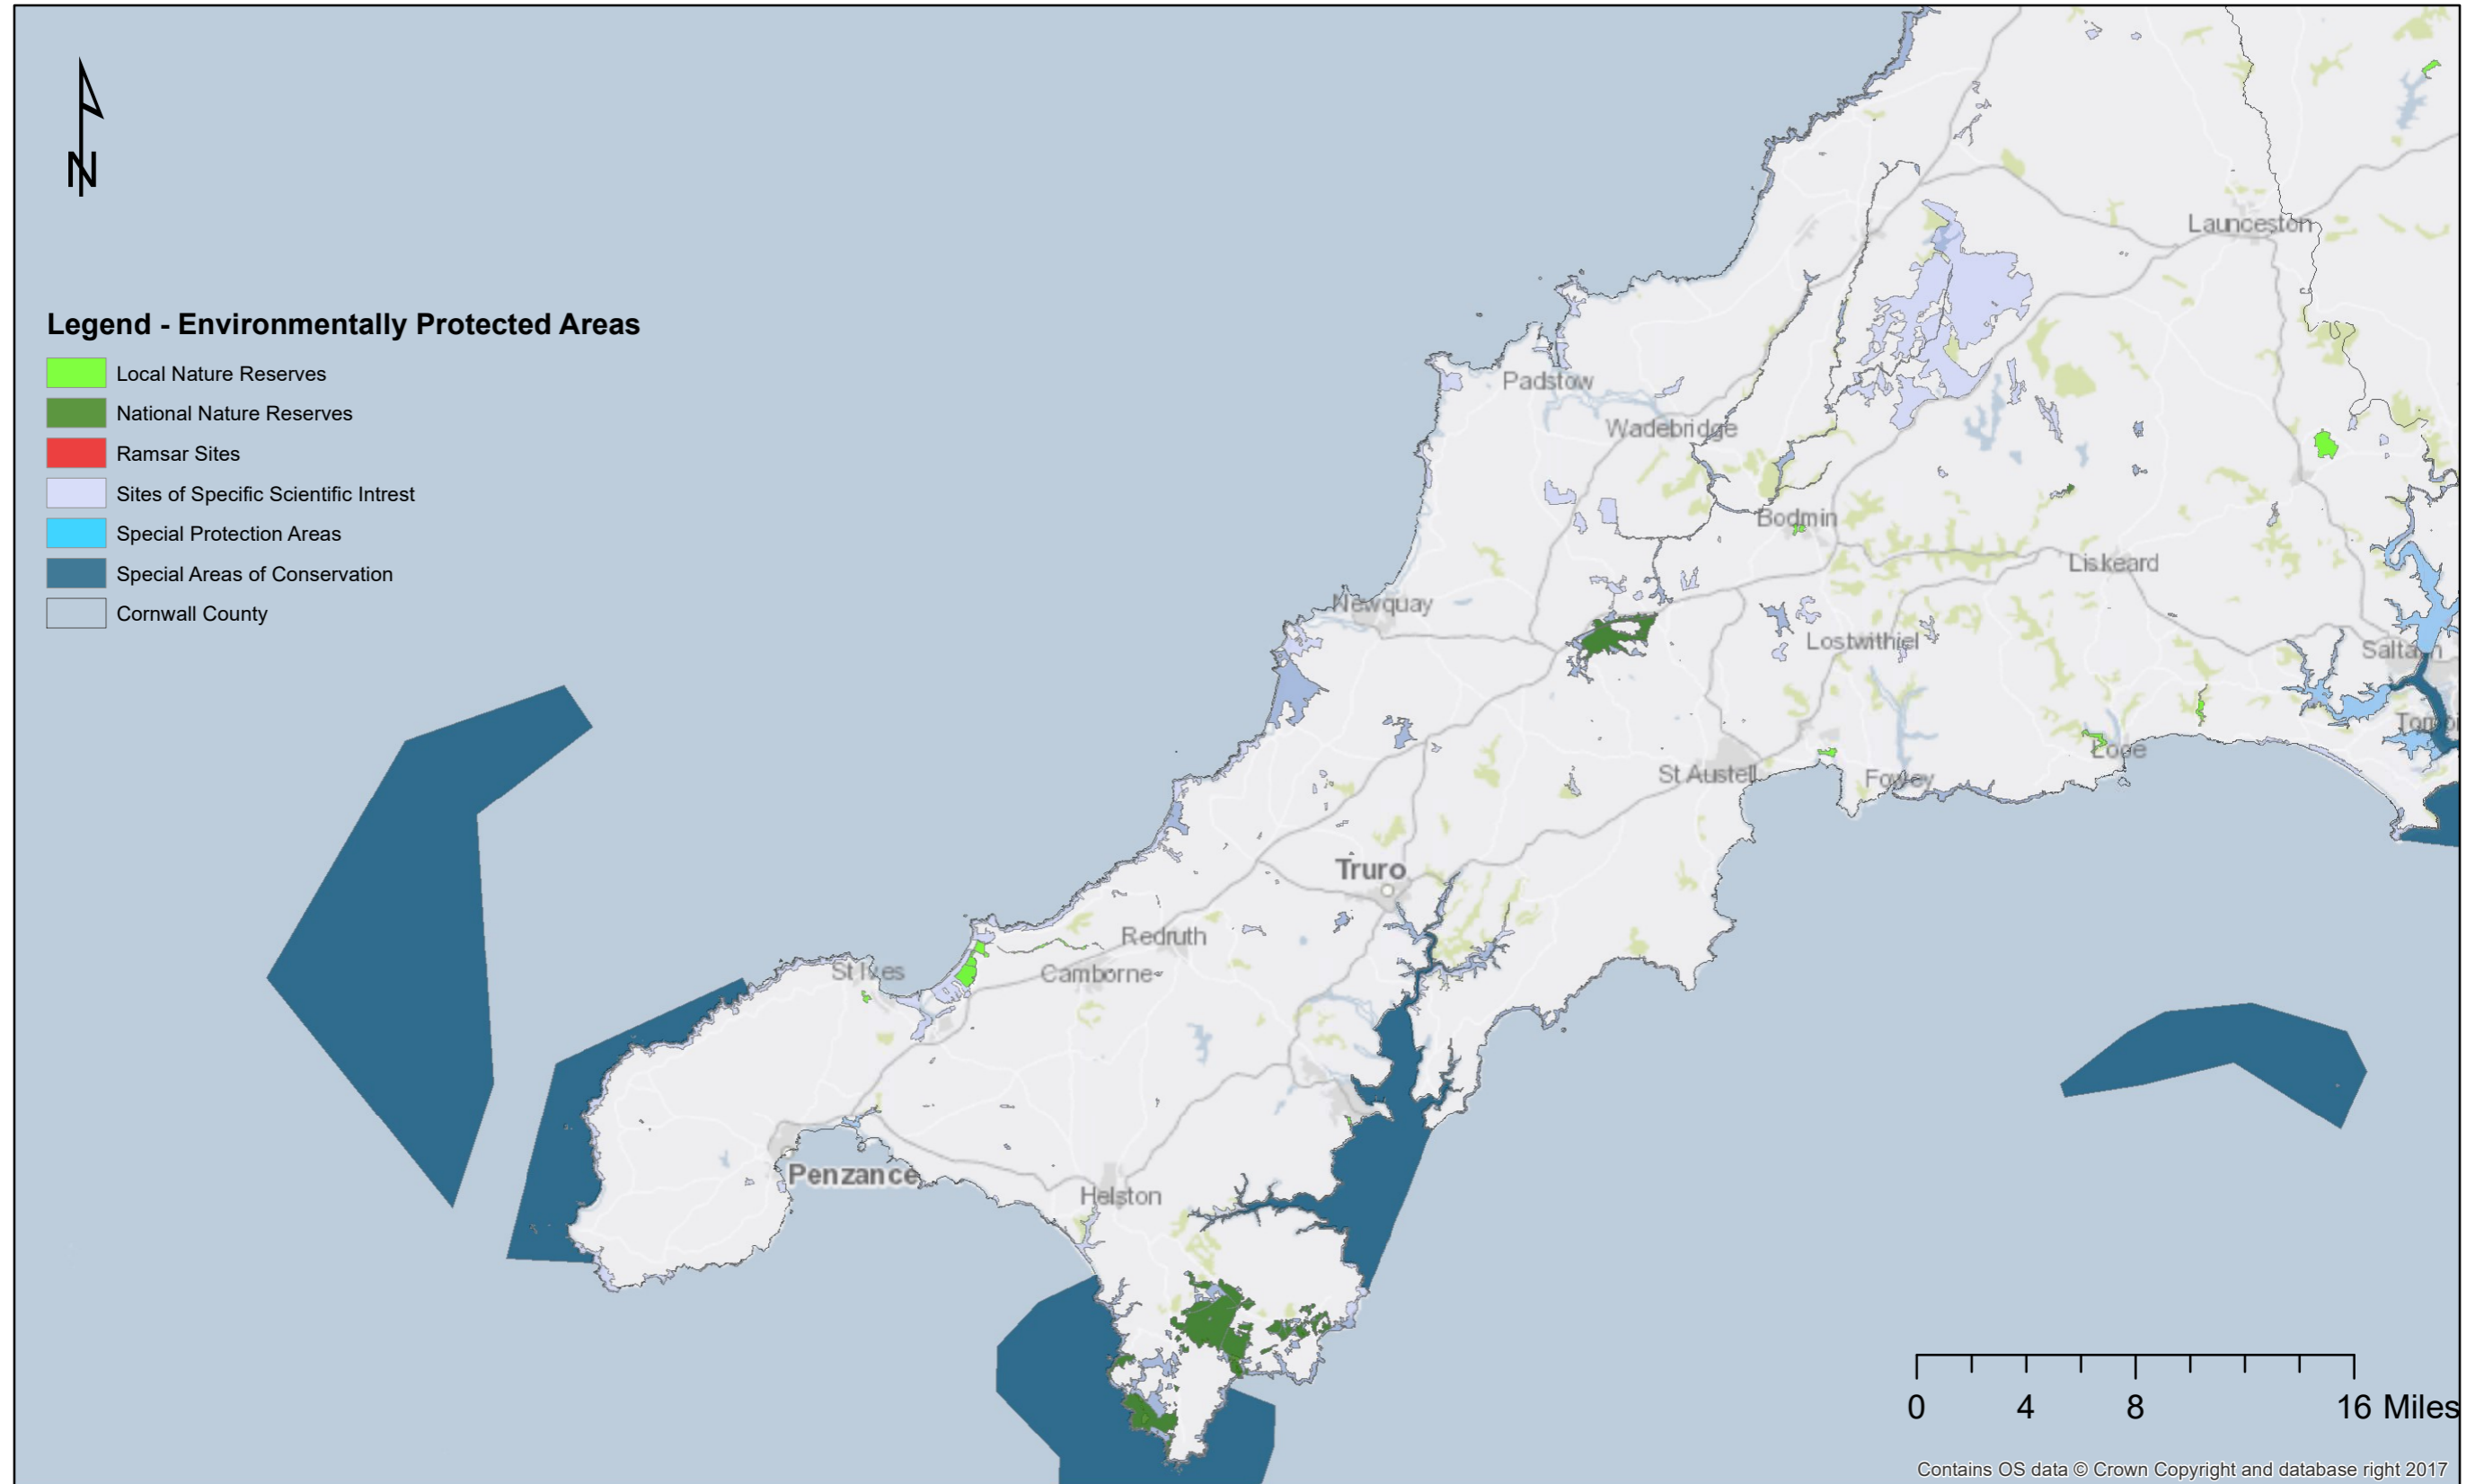 N
Legend - Environmentally Protected Areas
Local Nature Reserves
National Nature Reserves
Ramsar Sites
Sites of Specific Scientific Intrest
Special Protection Areas
Special Areas of Conservation
Cornwall County
Launceston
Padstow
Wadebridge
Bodmin
Liskeard
Newquay
Lostwithiel
Saltash
Looe
St Austell
Fowey
Truro
Redruth
St Ives
Camborne
Penzance
Helston
0 4 8 16 Miles
Contains OS data © Crown Copyright and database right 2017